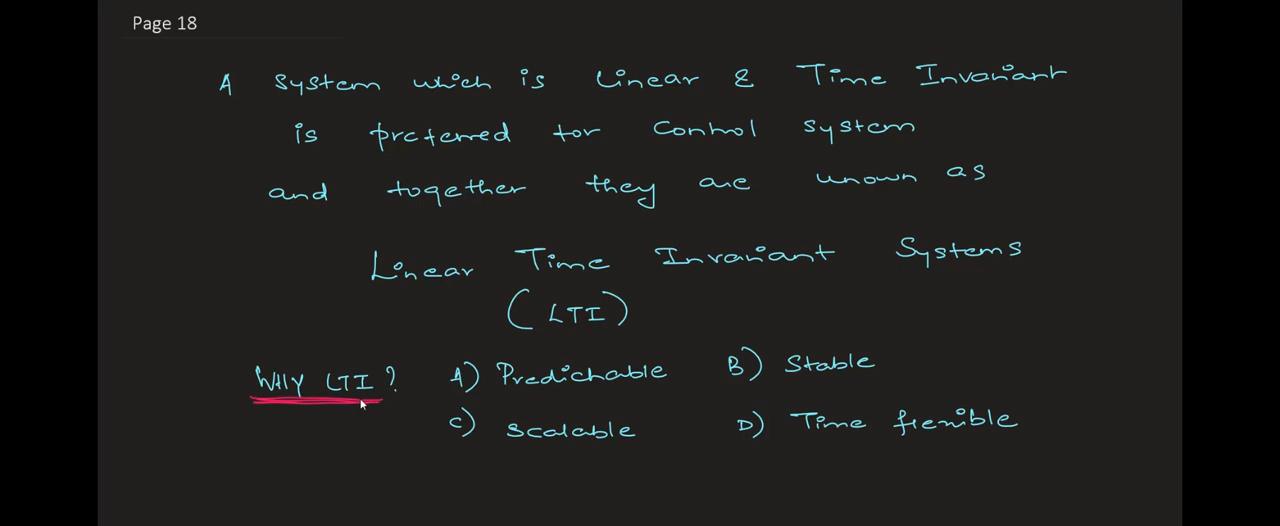 Page 18
A system which is Linear & Time Invariant
is preferred for control system
and together they are known as
Linear Time Invariant Systems
(LTI)
WHY LTI? A) Predictable B) Stable
C) Scalable D) Time flexible